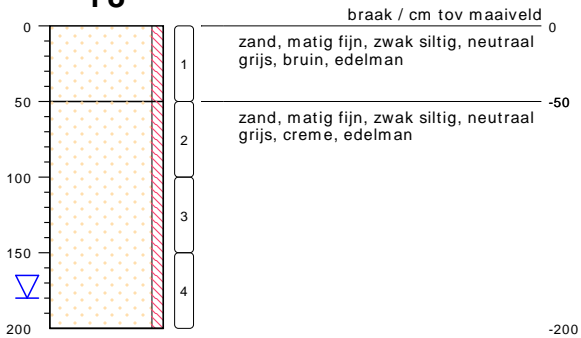 braak / cm tov maaiveld
0
0
zand, matig fijn, zwak siltig, neutraal
grijs, bruin, edelman
1
50
-50
zand, matig fijn, zwak siltig, neutraal
grijs, creme, edelman
2
100
3
150
4
200
-200